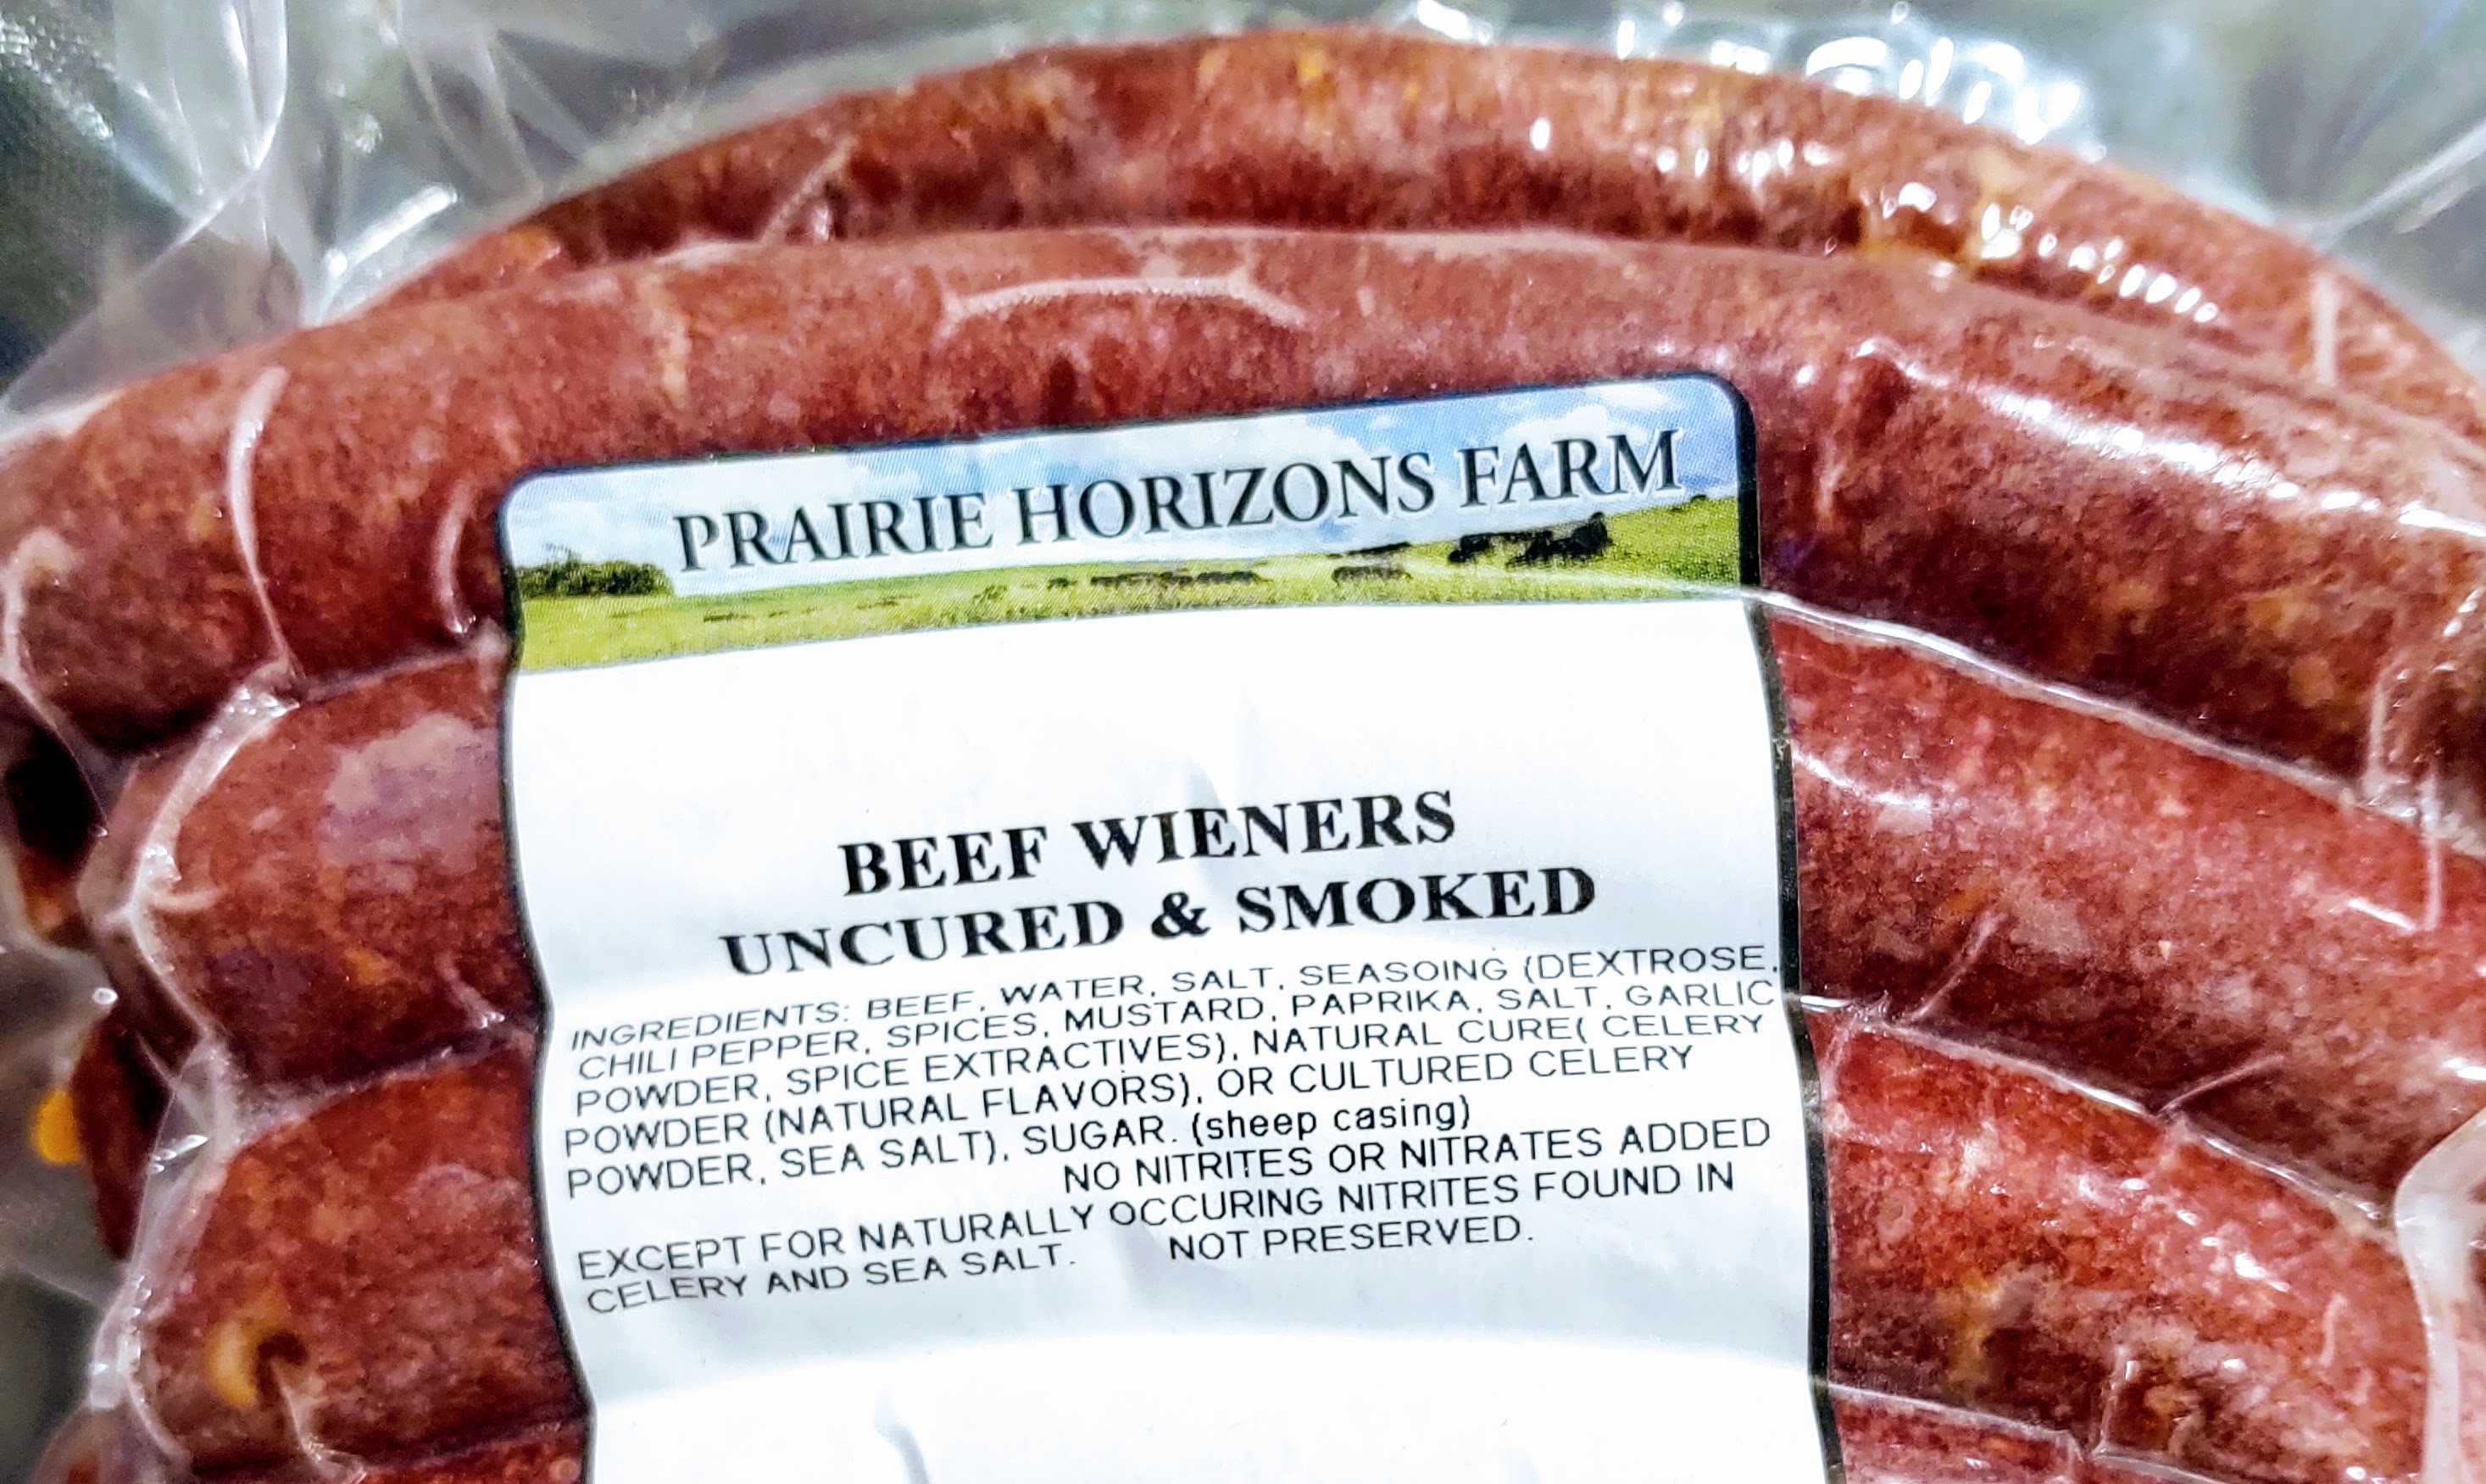 PRAIRIE HORIZONS FARM
BEEF WIENERS
UNCURED & SMOKED
INGREDIENTS: BEEF, WATER, SALT, SEASOING (DEXTROSE,
CHILI PEPPER, SPICES, MUSTARD, PAPRIKA, SALT, GARLIC
POWDER, SPICE EXTRACTIVES), NATURAL CURE( CELERY
POWDER (NATURAL FLAVORS), OR CULTURED CELERY
POWDER, SEA SALT), SUGAR. (sheep casing)
NO NITRITES OR NITRATES ADDED
EXCEPT FOR NATURALLY OCCURING NITRITES FOUND IN
CELERY AND SEA SALT. NOT PRESERVED.